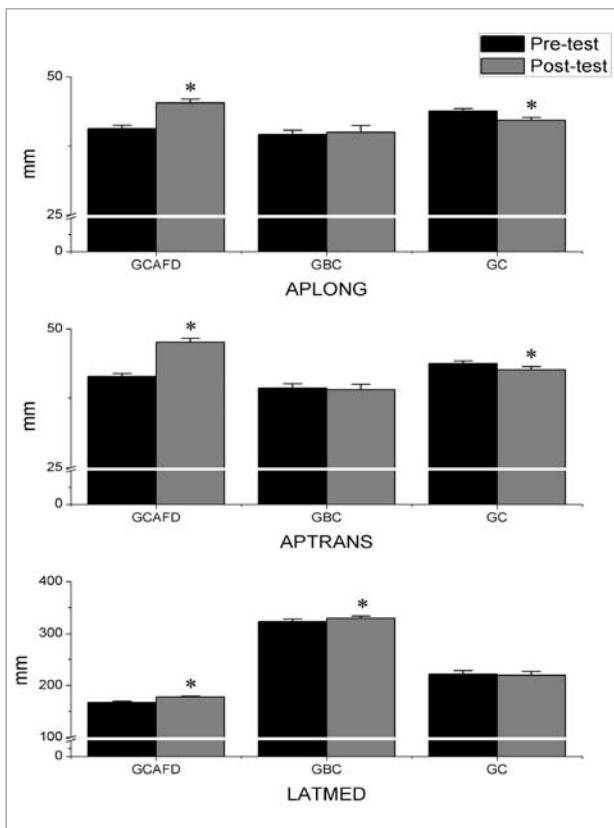 Pre-test
Post-test
50
*
*
mm
25
0
GCAFD GBC GC
APLONG
50
*
*
mm
25
0
GCAFD GBC GC
APTRANS
400
300
*
mm
200
*
100
0
GCAFD GBC GC
LATMED